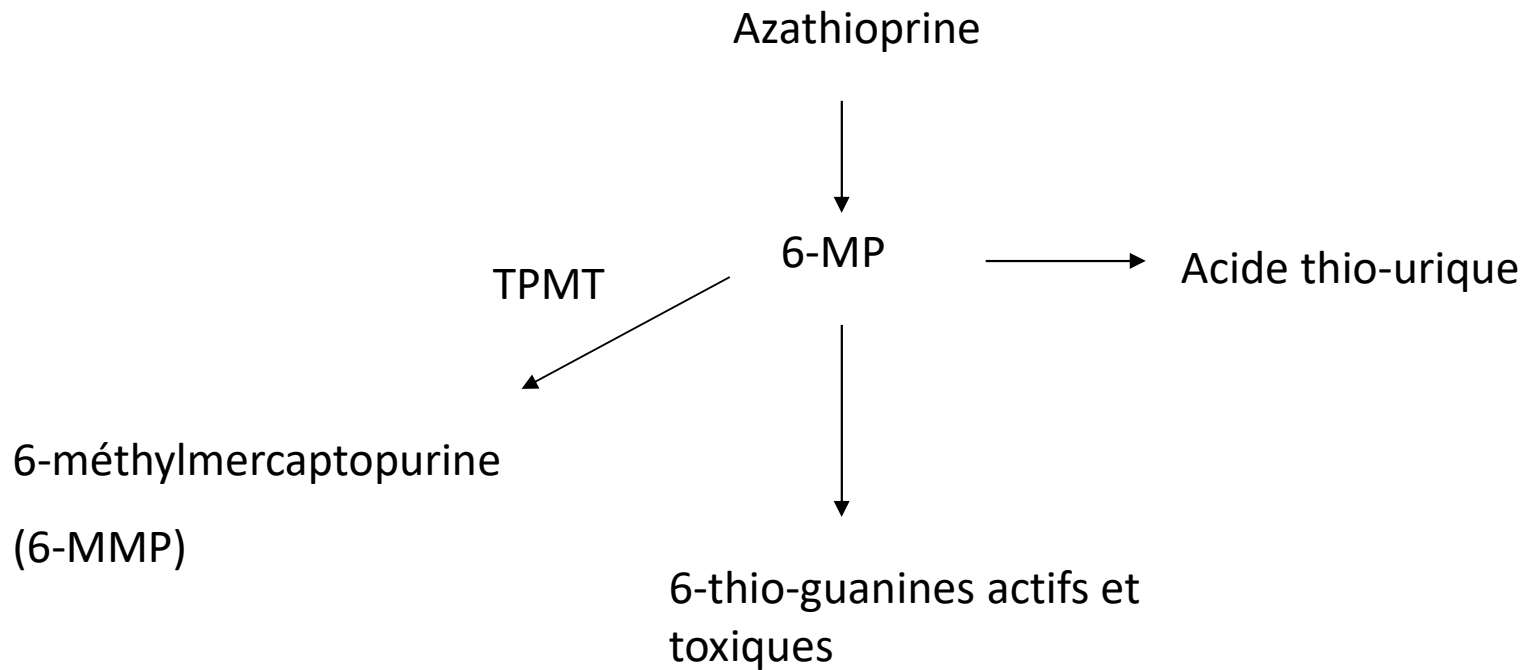 Azathioprine
6-MP
Acide thio-urique
TPMT
6-méthylmercaptopurine
(6-MMP)
6-thio-guanines actifs et
toxiques